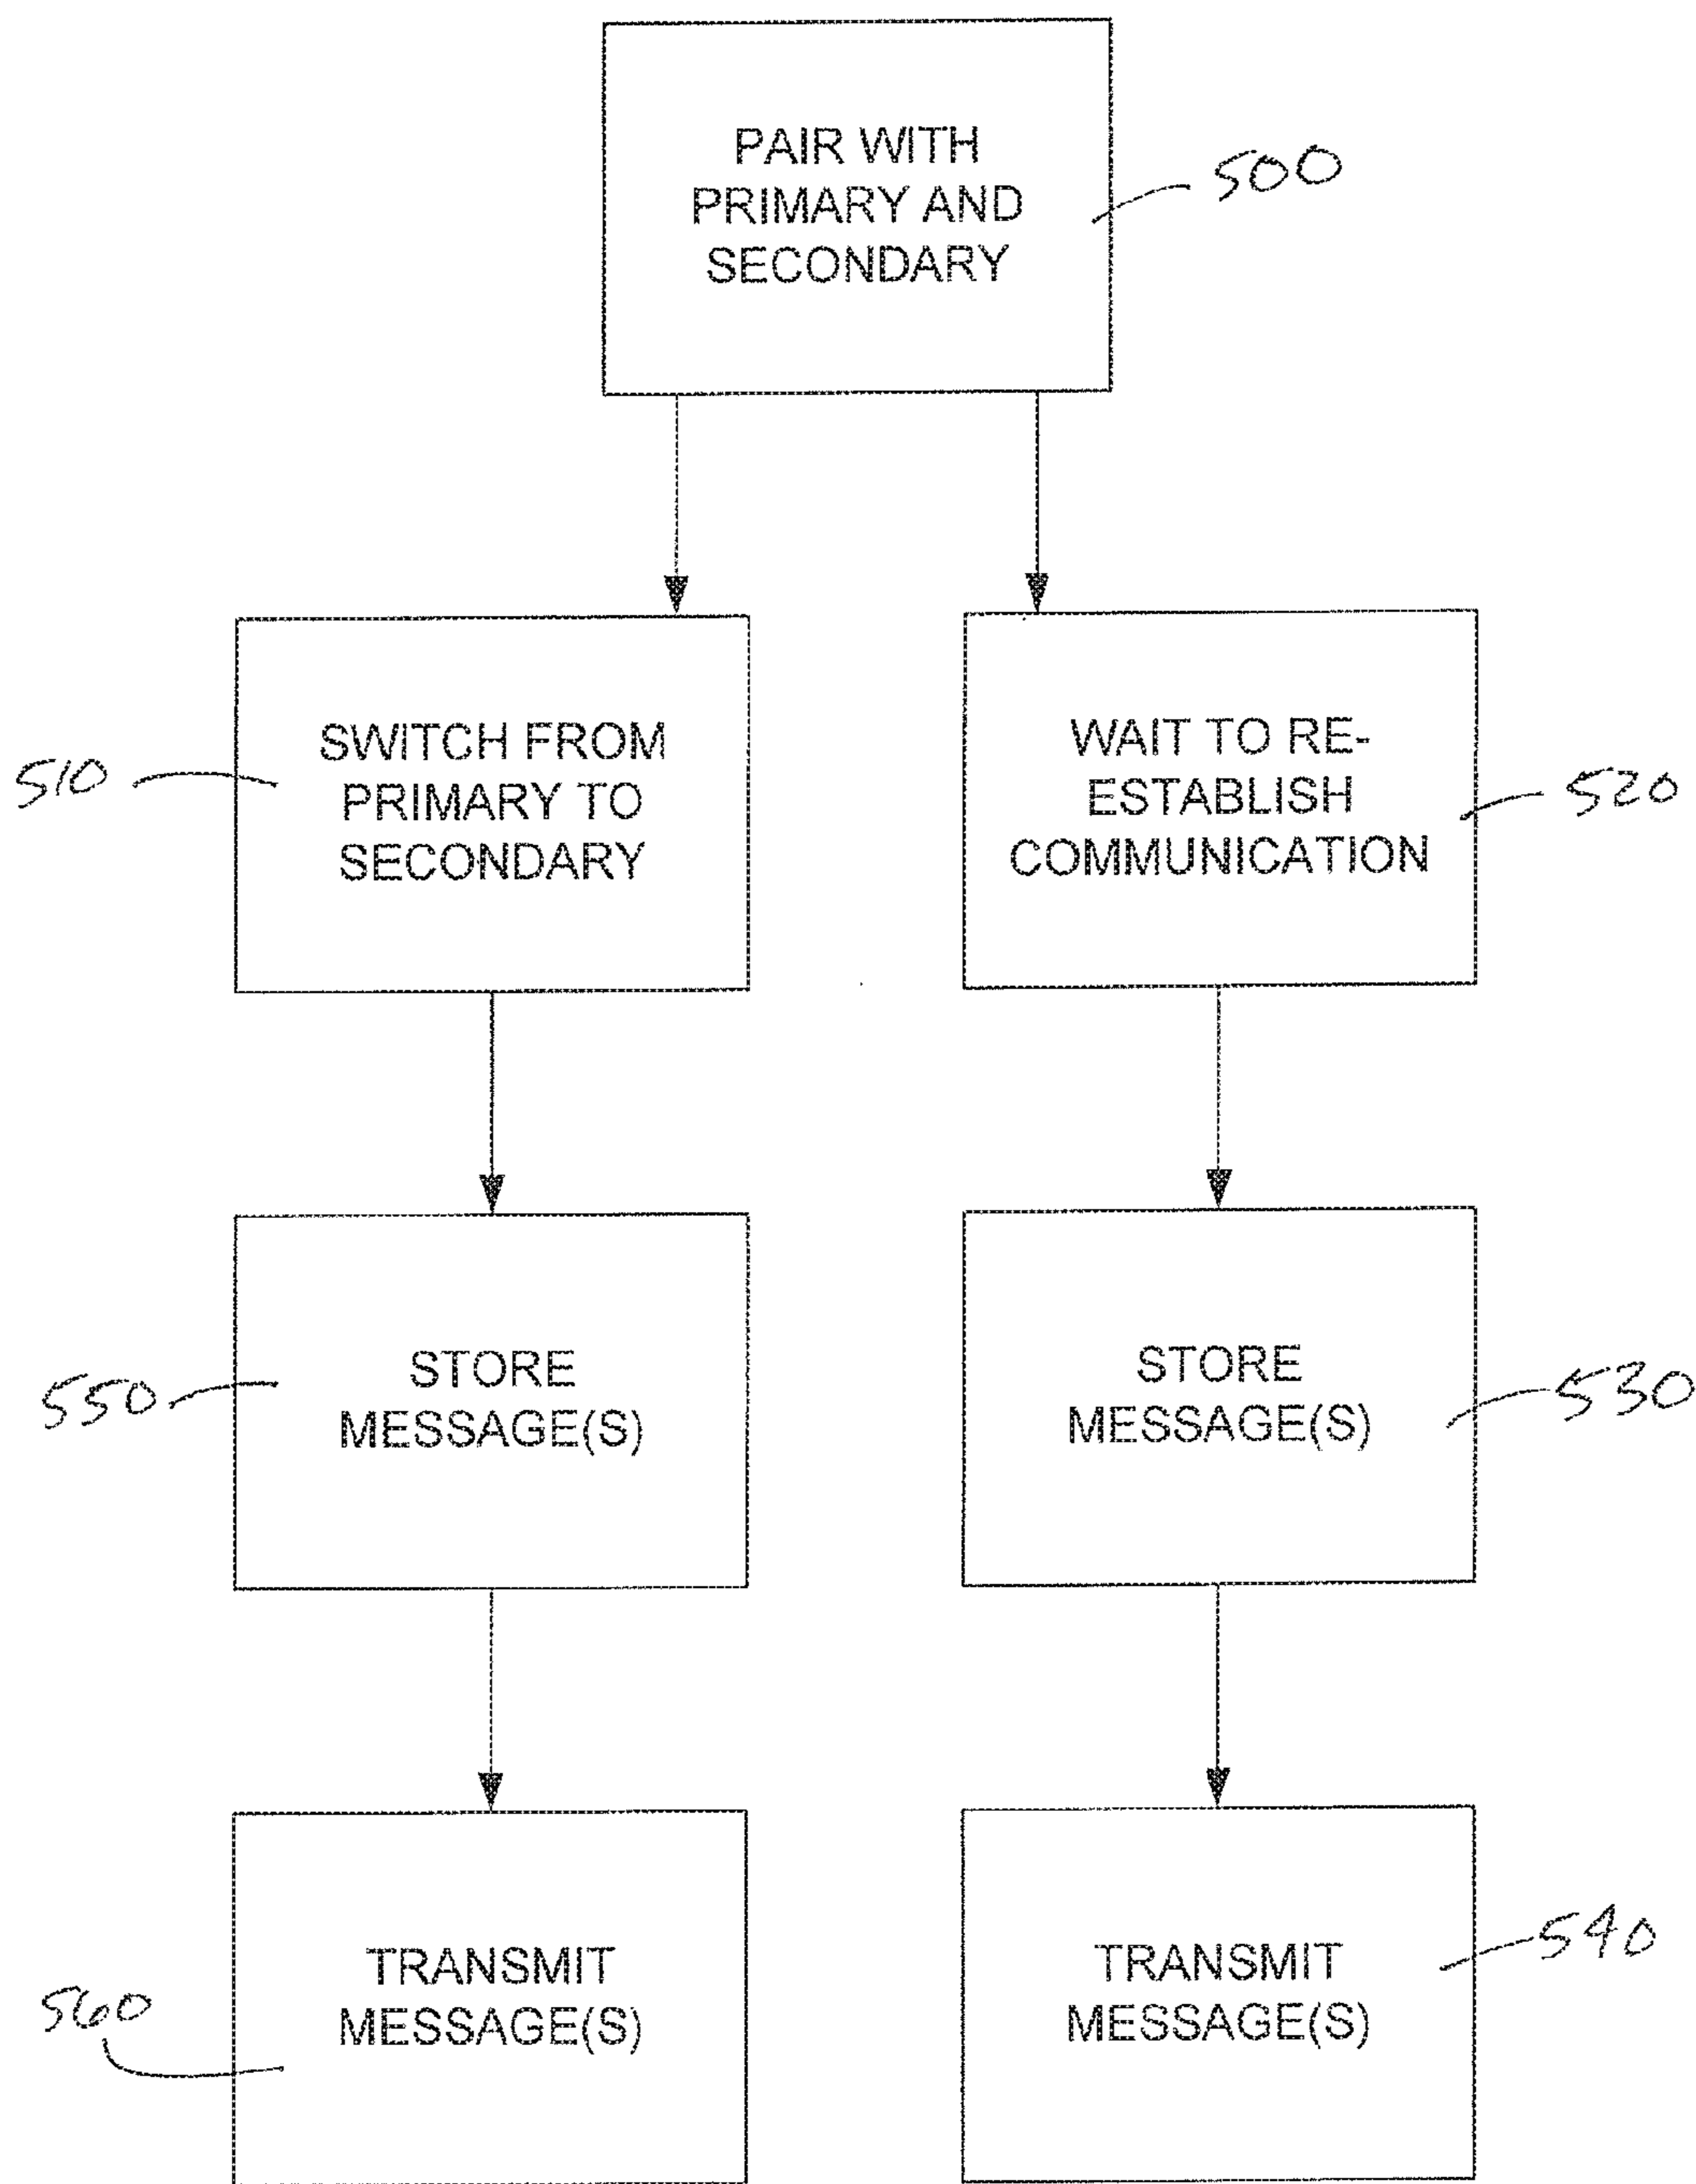 PAIR WITH
PRIMARY AND
SECONDARY
500
SWITCH FROM
PRIMARY TO
SECONDARY
510
WAIT TO RE-
ESTABLISH
COMMUNICATION
520
STORE
MESSAGE(S)
550
STORE
MESSAGE(S)
530
TRANSMIT
MESSAGE(S)
560
TRANSMIT
MESSAGE(S)
540